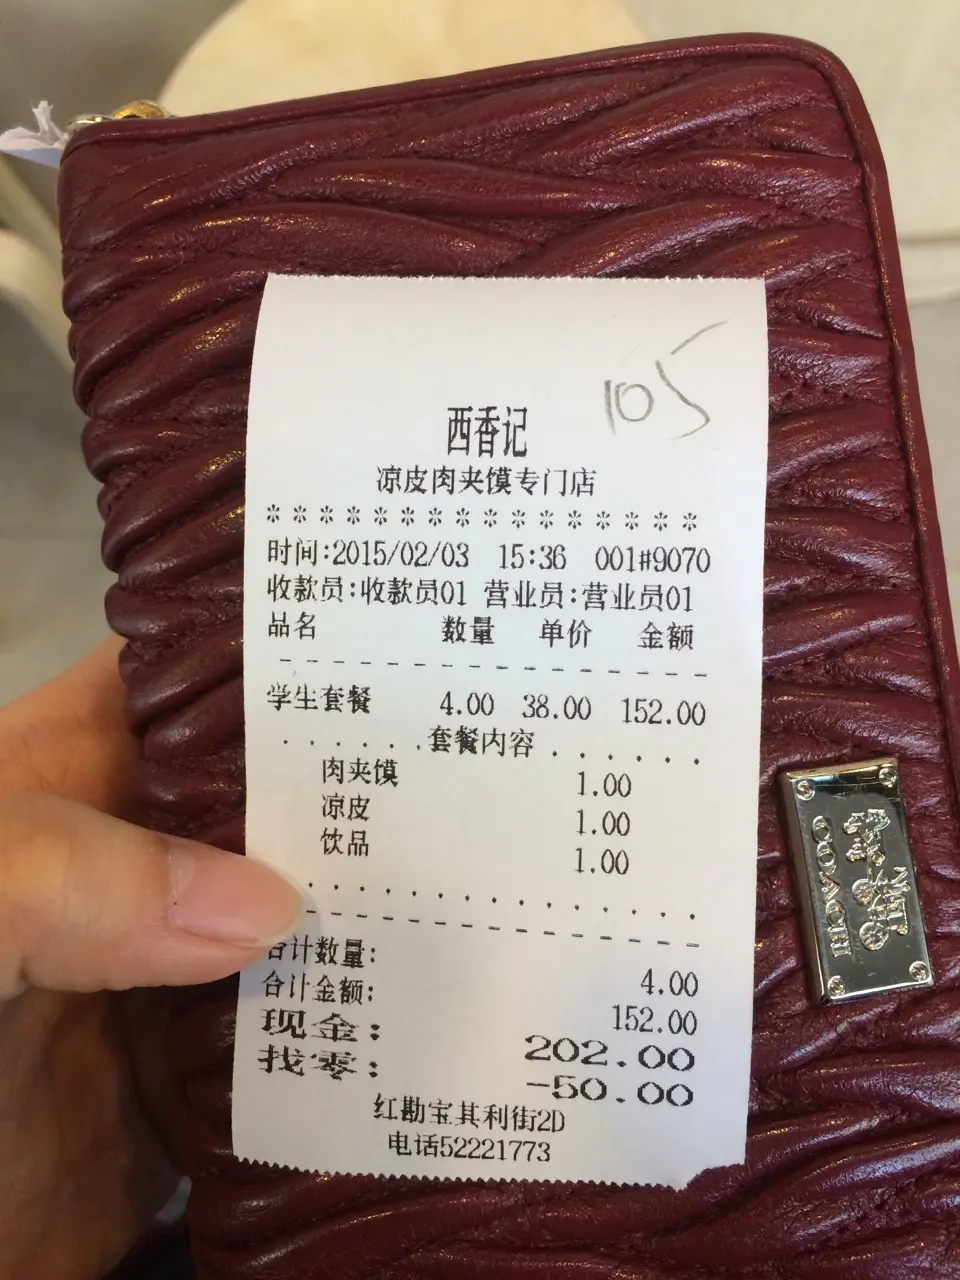 105
西香记
凉皮肉夹馍专门店
* * * * * * * * * * * * * * * *
时间:2015/02/03 15:36 001#9070
收款员:收款员01 营业员:营业员01
品名 数量 单价 金额
学生套餐 4.00 38.00 152.00
. . . . . .套餐内容. . . . . .
肉夹馍 1.00
凉皮 1.00
饮品 1.00
合计数量: 4.00
合计金额: 152.00
现金: 202.00
找零: -50.00
红勘宝其利街2D
电话52221773
COACH